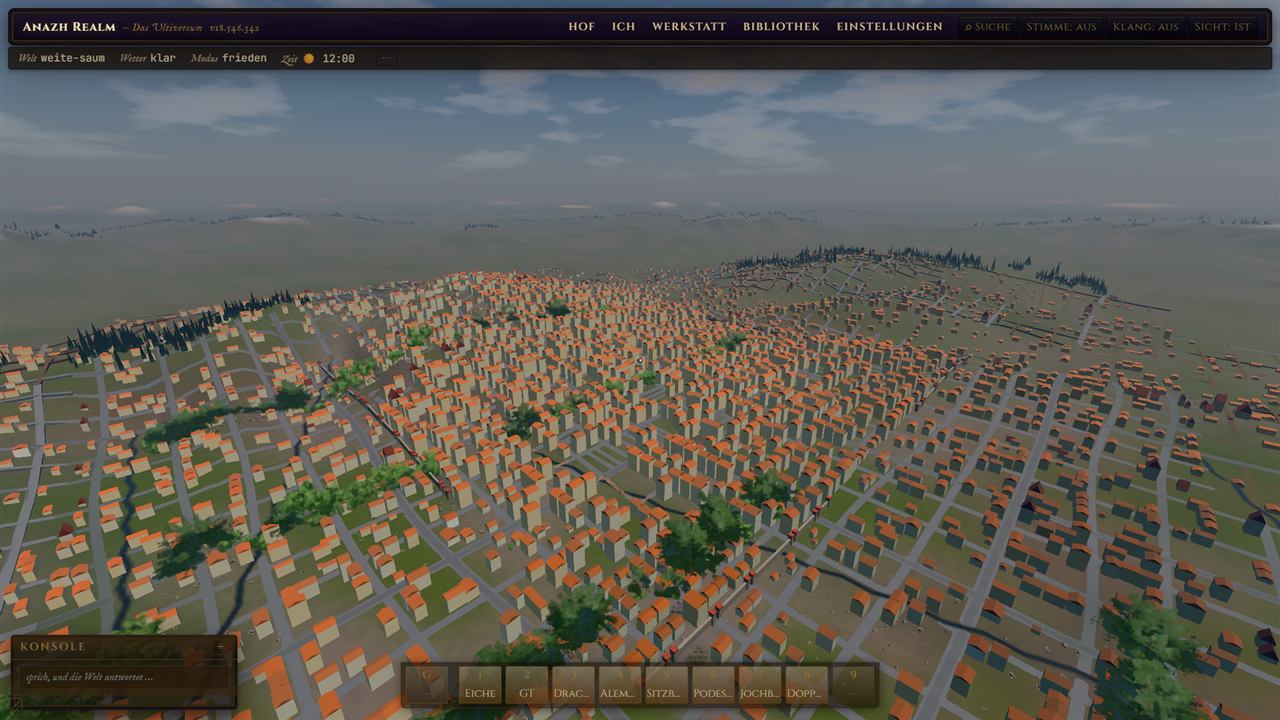 Anazh Realm – Das Ultiversum v18.546.342
HOF ICH WERKSTATT BIBLIOTHEK EINSTELLUNGEN SUCHE STIMME: AUS KLANG: AUS SICHT: IST
Welt weite-saum Wetter klar Modus frieden Zeit 12:00 ...
KONSOLE +
sprich, und die Welt antwortet ...
G 1 2 3 4 5 6 7 8 9
EICHE GT DRAC... ALEM... SITZB... PODES... JOCHB... DOPP...